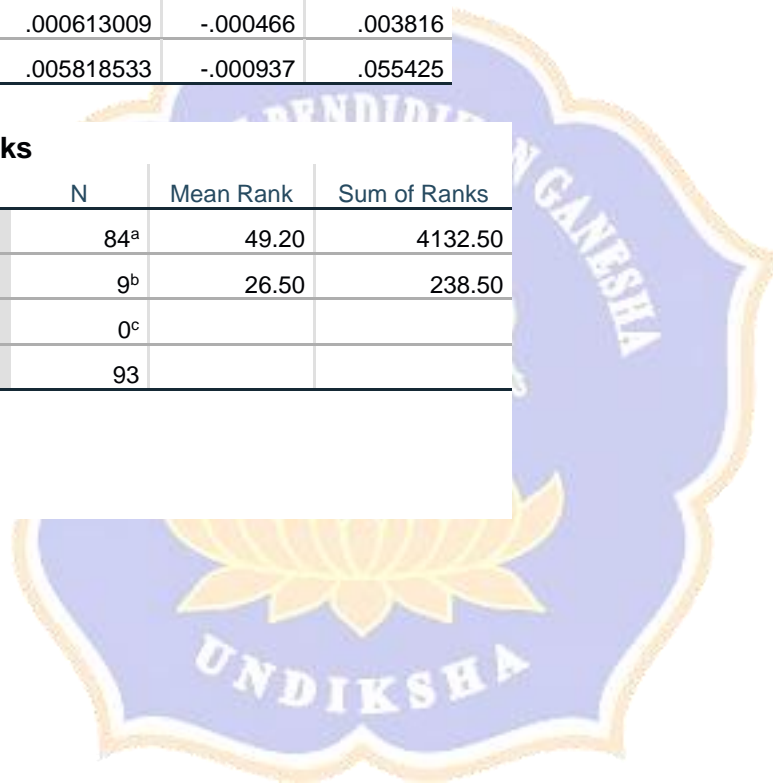 .000613009 -.000466 .003816
.005818533 -.000937 .055425
ks
N Mean Rank Sum of Ranks
84ᵃ 49.20 4132.50
9ᵇ 26.50 238.50
0ᶜ
93
GANESHA
UNDIKSHA